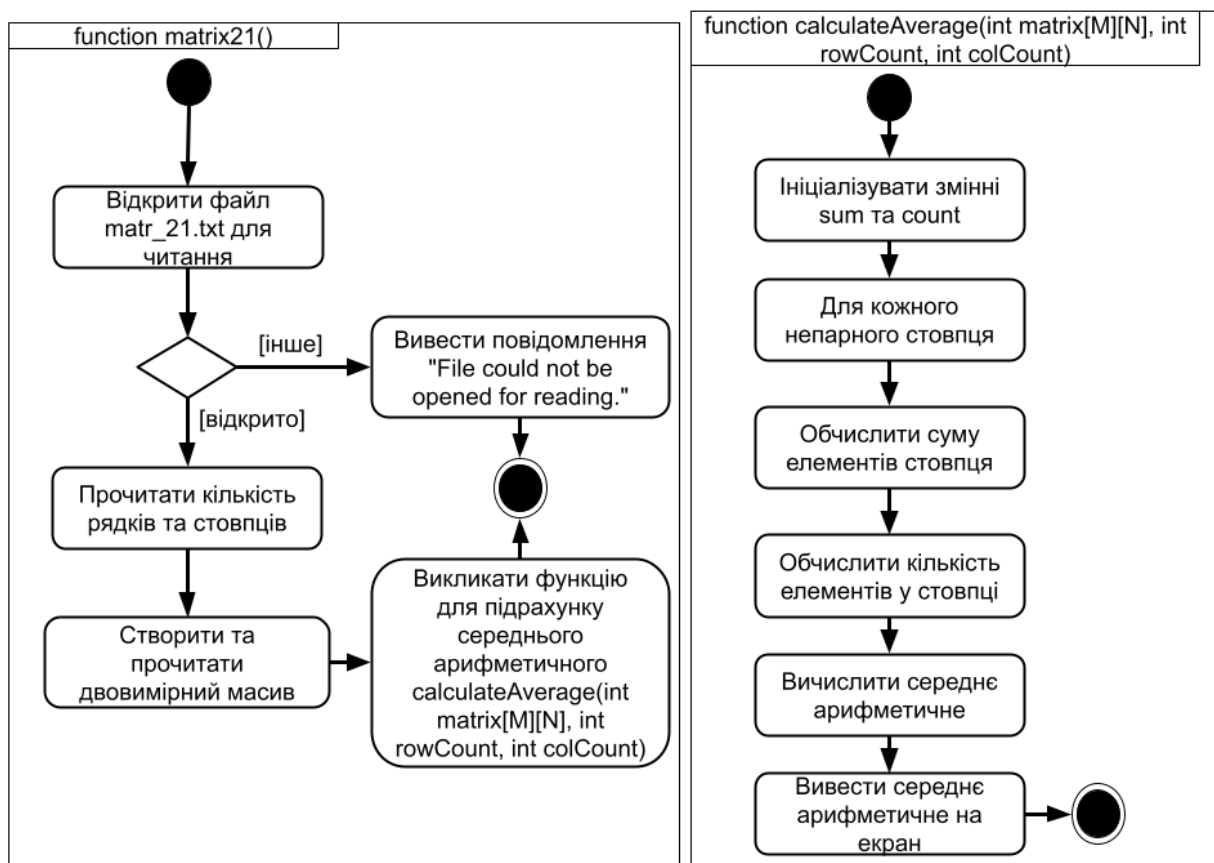 function matrix21()
Відкрити файл
matr_21.txt для
читання
[інше]
Вивести повідомлення
"File could not be
opened for reading."
[відкрито]
Прочитати кількість
рядків та стовпців
Створити та
прочитати
двовимірний масив
Викликати функцію
для підрахунку
середнього
арифметичного
calculateAverage(int
matrix[M][N], int
rowCount, int colCount)
function calculateAverage(int matrix[M][N], int
rowCount, int colCount)
Ініціалізувати змінні
sum та count
Для кожного
непарного стовпця
Обчислити суму
елементів стовпця
Обчислити кількість
елементів у стовпці
Вичислити середнє
арифметичне
Вивести середнє
арифметичне на
екран